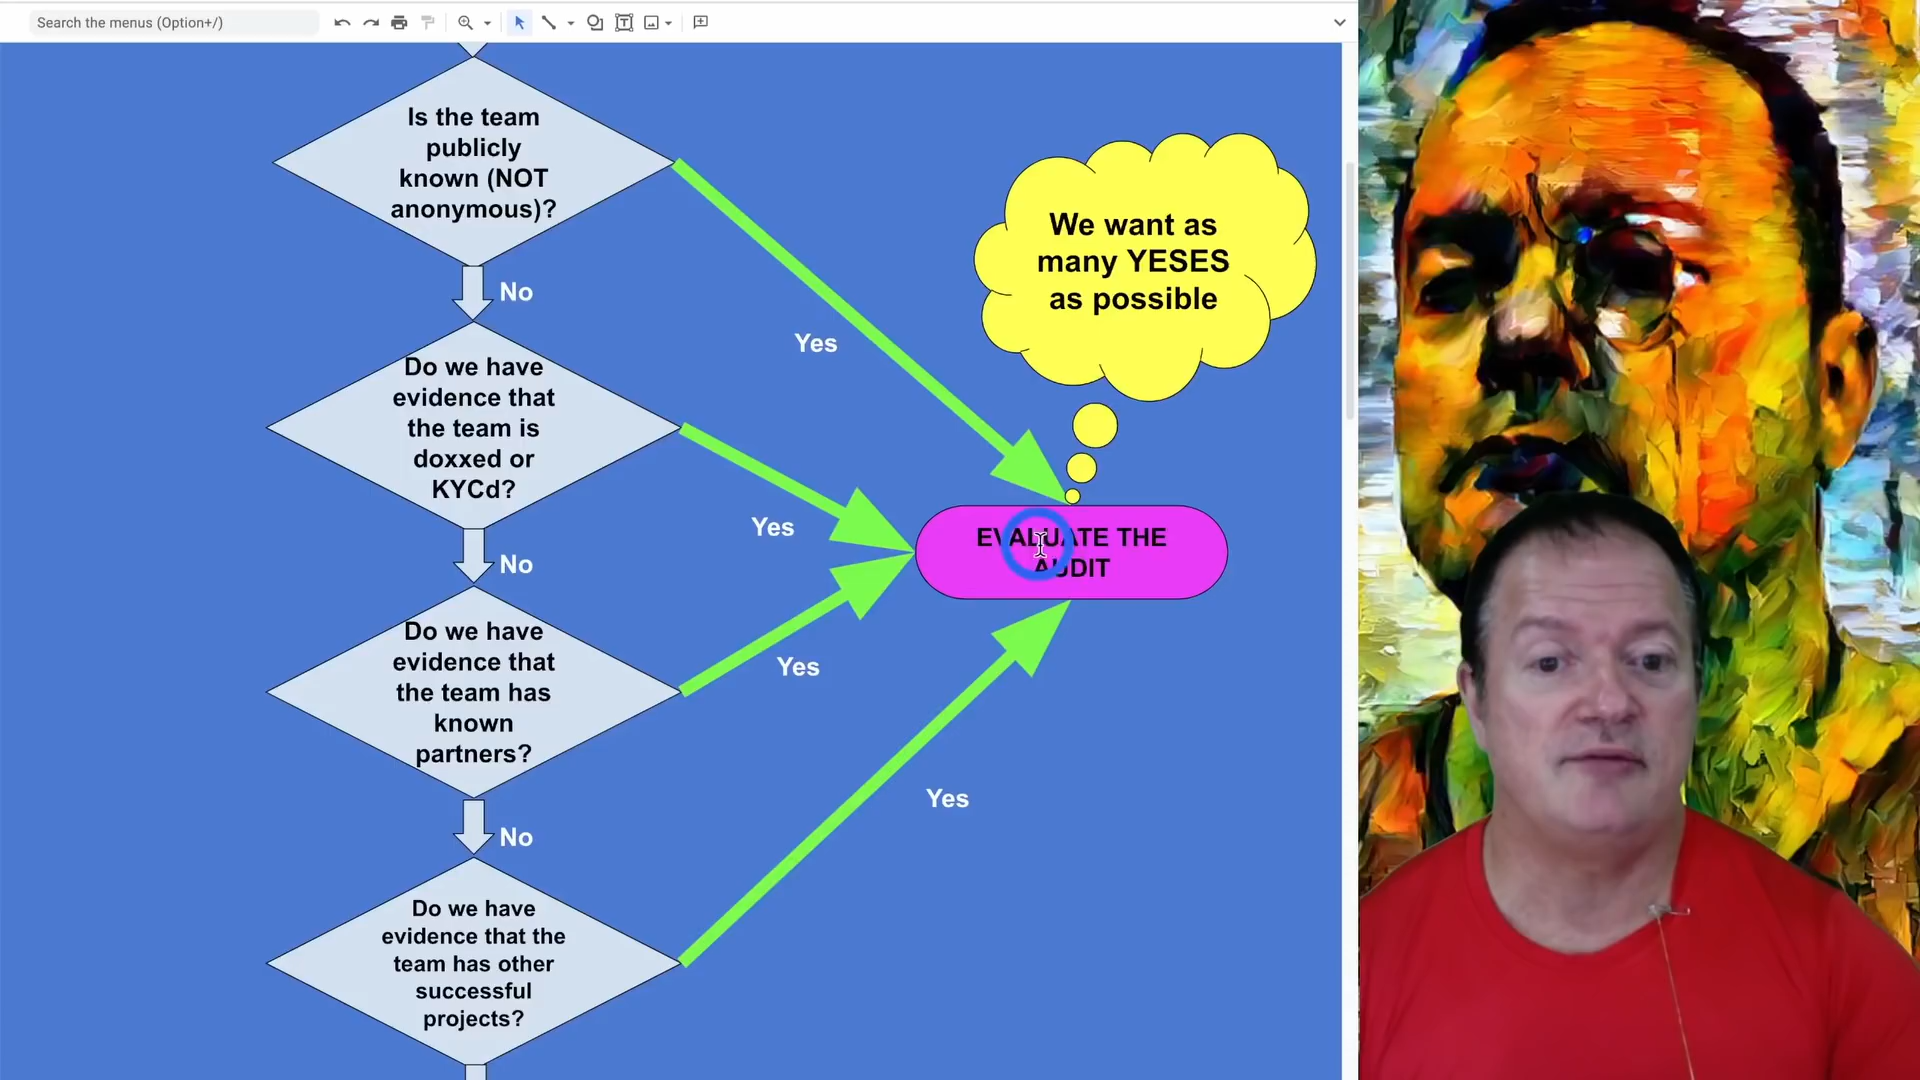 Search the menus (Option+/)
Is the team
publicly
known (NOT
anonymous)?
No
Do we have
evidence that
the team is
doxxed or
KYCd?
No
Do we have
evidence that
the team has
known
partners?
No
Do we have
evidence that the
team has other
successful
projects?
Yes
Yes
Yes
Yes
We want as
many YESES
as possible
EVALUATE THE
AUDIT